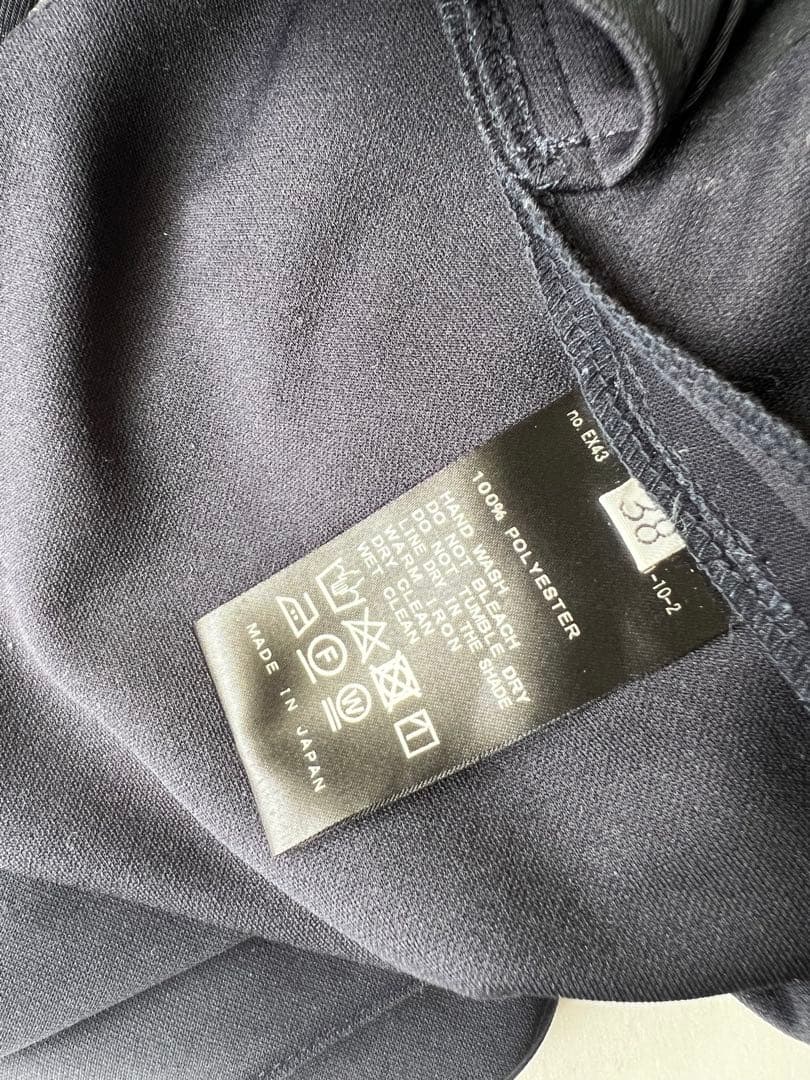 no. EX43
38
-10-2
100% POLYESTER
HAND WASH
DO NOT BLEACH
DO NOT TUMBLE DRY
LINE DRY IN THE SHADE
WARM IRON
DRY CLEAN
WET CLEAN
F
W
MADE IN JAPAN